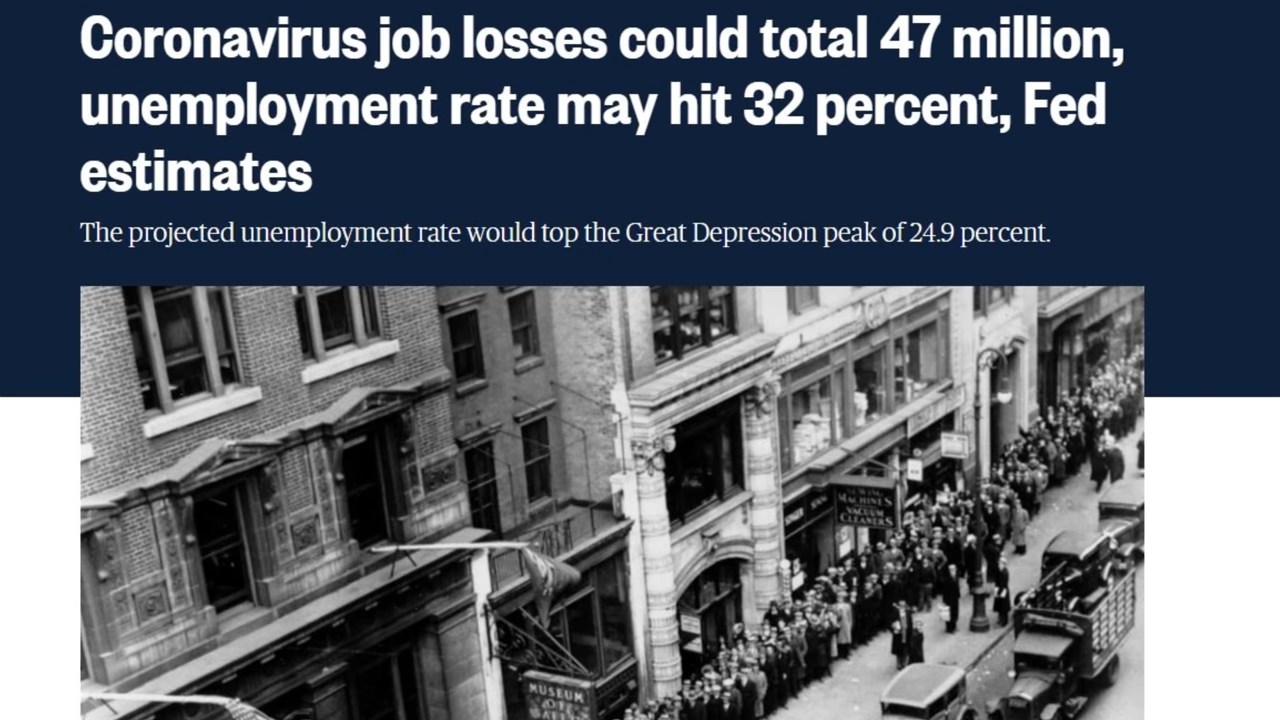 Coronavirus job losses could total 47 million,
unemployment rate may hit 32 percent, Fed
estimates
The projected unemployment rate would top the Great Depression peak of 24.9 percent.
MACHINES
VACUUM
CLEANERS
MUSEUM